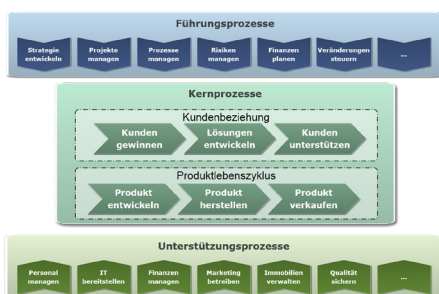 Führungsprozesse
Strategie entwickeln
Projekte managen
Prozesse managen
Risiken managen
Finanzen planen
Veränderungen steuern
...
Kernprozesse
Kundenbeziehung
Kunden gewinnen
Lösungen entwickeln
Kunden unterstützen
Produktlebenszyklus
Produkt entwickeln
Produkt herstellen
Produkt verkaufen
Unterstützungsprozesse
Personal managen
IT bereitstellen
Finanzen managen
Marketing betreiben
Immobilien verwalten
Qualität sichern
...